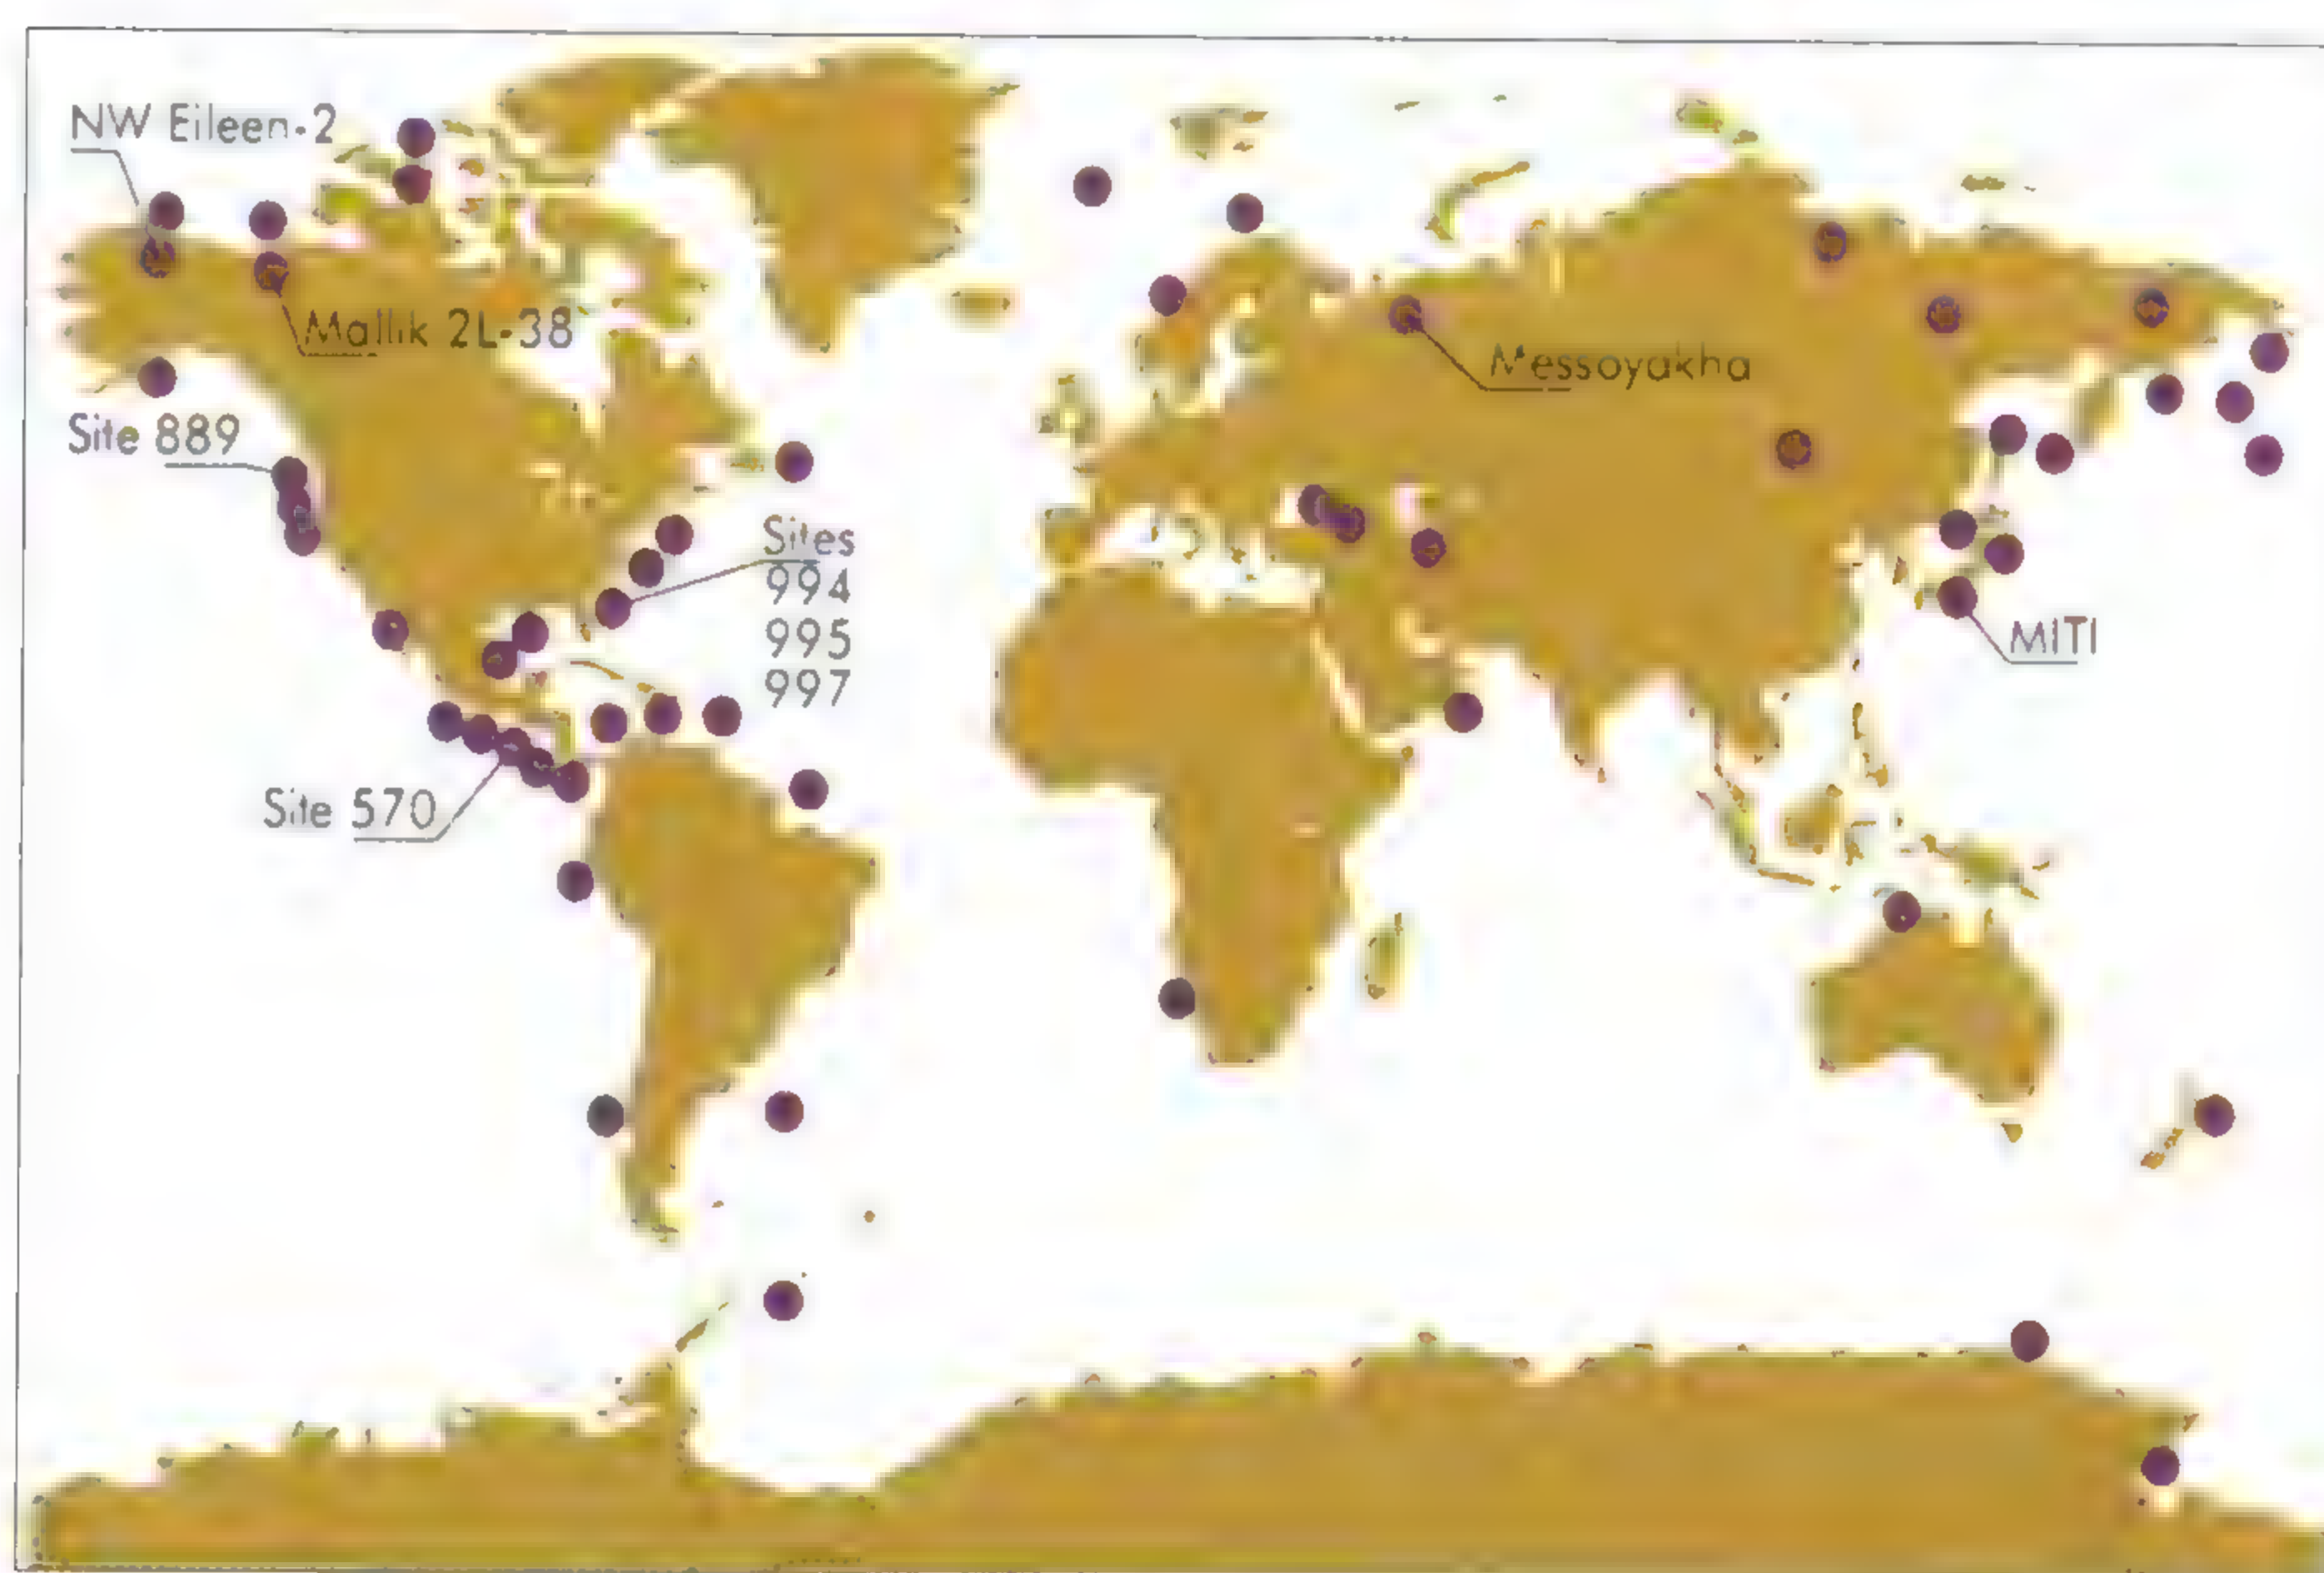 NW Eileen-2
Mallik 2L-38
Messoyakha
Site 889
Sites
994
995
997
MITI
Site 570